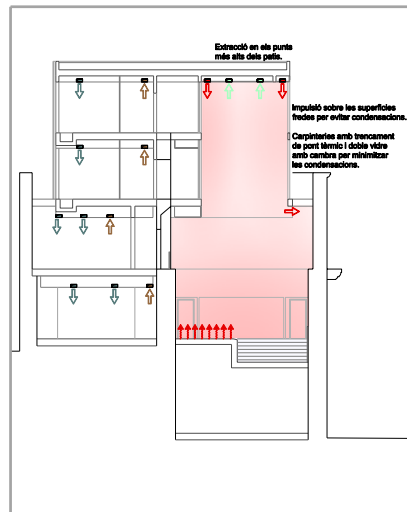 Extracció en els punts
més alts dels patis.
Impulsió sobre les superfícies
fredes per evitar condensacions.
Carpinteries amb trencament
de pont tèrmic i doble vidre
amb cambra per minimitzar
les condensacions.